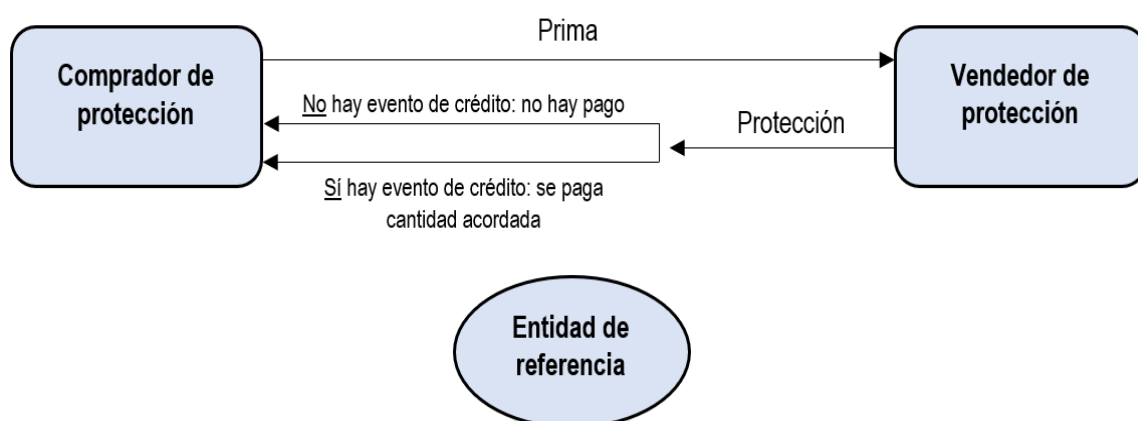 Prima
Comprador de
protección
Vendedor de
protección
No hay evento de crédito: no hay pago
Protección
Sí hay evento de crédito: se paga
cantidad acordada
Entidad de
referencia